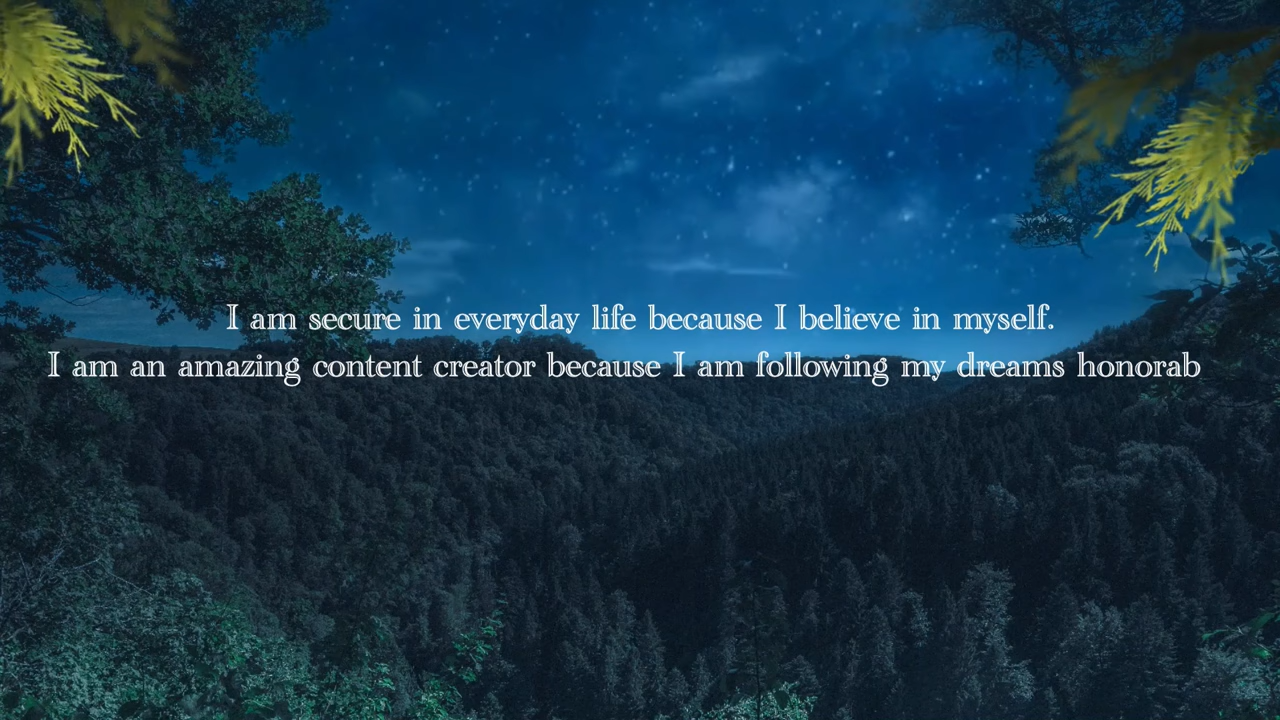 I am secure in everyday life because I believe in myself.
I am an amazing content creator because I am following my dreams honorab